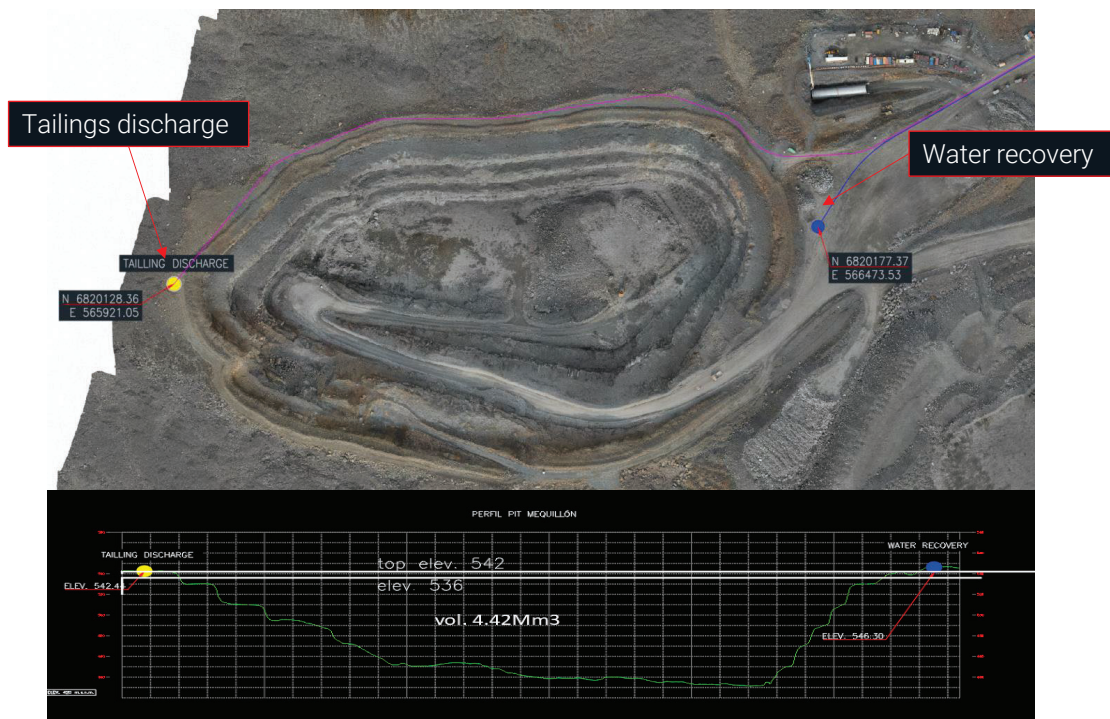 Tailings discharge
Water recovery
TAILLING DISCHARGE
N 6820128.36
E 565921.05
N 6820177.37
E 566473.53
PERFIL PIT MEQUILLÓN
TAILLING DISCHARGE
WATER RECOVERY
top elev. 542
ELEV. 542.44
elev 536
vol. 4.42Mm3
ELEV. 546.30